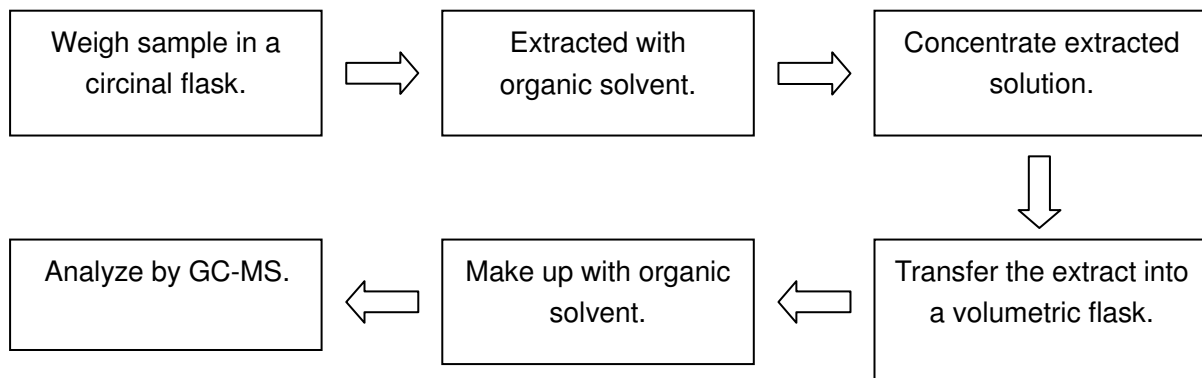 Weigh sample in a
circinal flask.
Extracted with
organic solvent.
Concentrate extracted
solution.
Transfer the extract into
a volumetric flask.
Make up with organic
solvent.
Analyze by GC-MS.